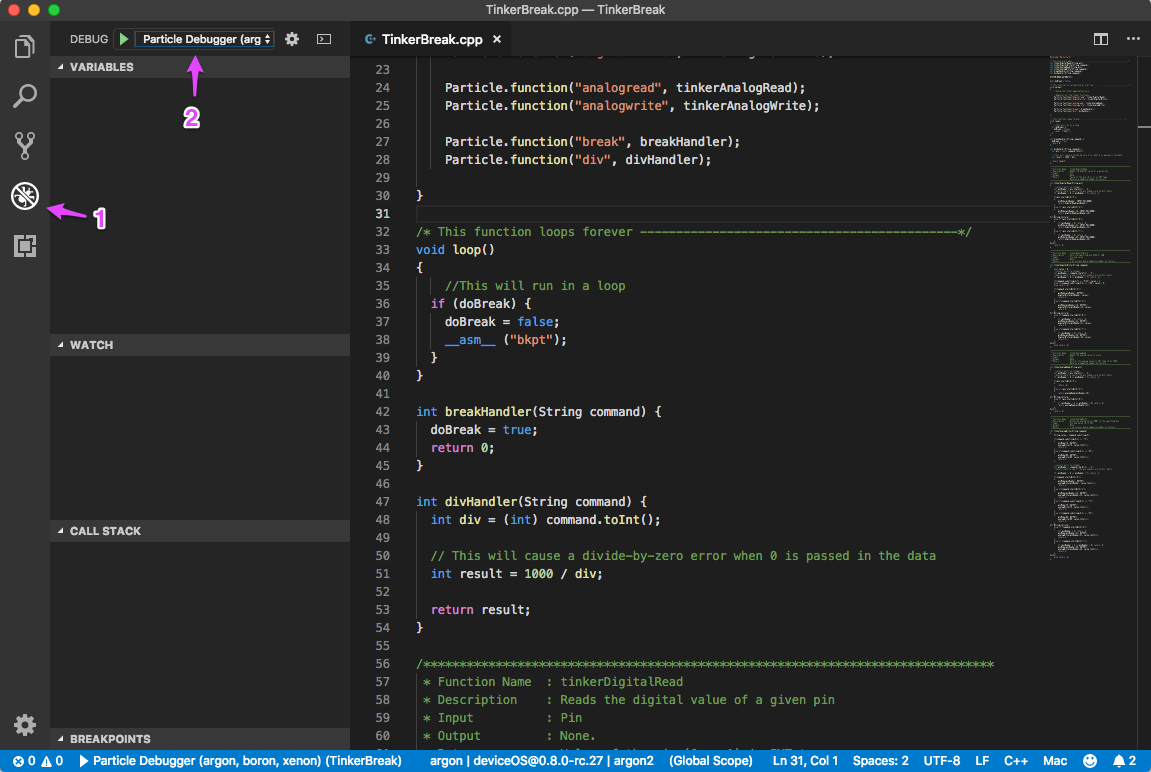 TinkerBreak.cpp — TinkerBreak
DEBUG Particle Debugger (arg
TinkerBreak.cpp ×
VARIABLES
2
1
WATCH
CALL STACK
BREAKPOINTS
23
24 Particle.function("analogread", tinkerAnalogRead);
25 Particle.function("analogwrite", tinkerAnalogWrite);
26
27 Particle.function("break", breakHandler);
28 Particle.function("div", divHandler);
29
30 }
31
32 /* This function loops forever --------------------------------------------*/
33 void loop()
34 {
35 //This will run in a loop
36 if (doBreak) {
37 doBreak = false;
38 __asm__ ("bkpt");
39 }
40 }
41
42 int breakHandler(String command) {
43 doBreak = true;
44 return 0;
45 }
46
47 int divHandler(String command) {
48 int div = (int) command.toInt();
49
50 // This will cause a divide-by-zero error when 0 is passed in the data
51 int result = 1000 / div;
52
53 return result;
54 }
55
56 /*******************************************************************************
57 * Function Name : tinkerDigitalRead
58 * Description : Reads the digital value of a given pin
59 * Input : Pin
60 * Output : None.
0 0 Particle Debugger (argon, boron, xenon) (TinkerBreak) argon | deviceOS@0.8.0-rc.27 | argon2 (Global Scope) Ln 31, Col 1 Spaces: 2 UTF-8 LF C++ Mac 2